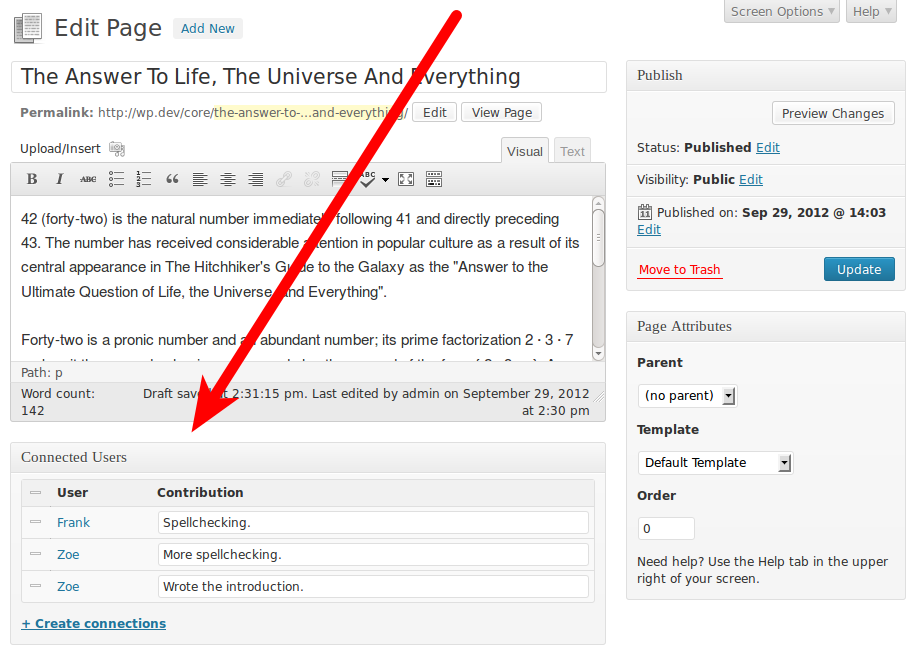 Screen Options Help
Edit Page Add New
The Answer To Life, The Universe And Everything
Permalink: http://wp.dev/core/the-answer-to-...and-everything/ Edit View Page
Upload/Insert
Visual Text
B I ABC ABC
42 (forty-two) is the natural number immediately following 41 and directly preceding
43. The number has received considerable attention in popular culture as a result of its
central appearance in The Hitchhiker's Guide to the Galaxy as the "Answer to the
Ultimate Question of Life, the Universe, and Everything".
Forty-two is a pronic number and an abundant number; its prime factorization 2 · 3 · 7
Path: p
Word count:
142
Draft saved at 2:31:15 pm. Last edited by admin on September 29, 2012
at 2:30 pm
Connected Users
User Contribution
Frank Spellchecking.
Zoe More spellchecking.
Zoe Wrote the introduction.
+ Create connections
Publish
Preview Changes
Status: Published Edit
Visibility: Public Edit
11 Published on: Sep 29, 2012 @ 14:03
Edit
Move to Trash Update
Page Attributes
Parent
(no parent)
Template
Default Template
Order
0
Need help? Use the Help tab in the upper
right of your screen.